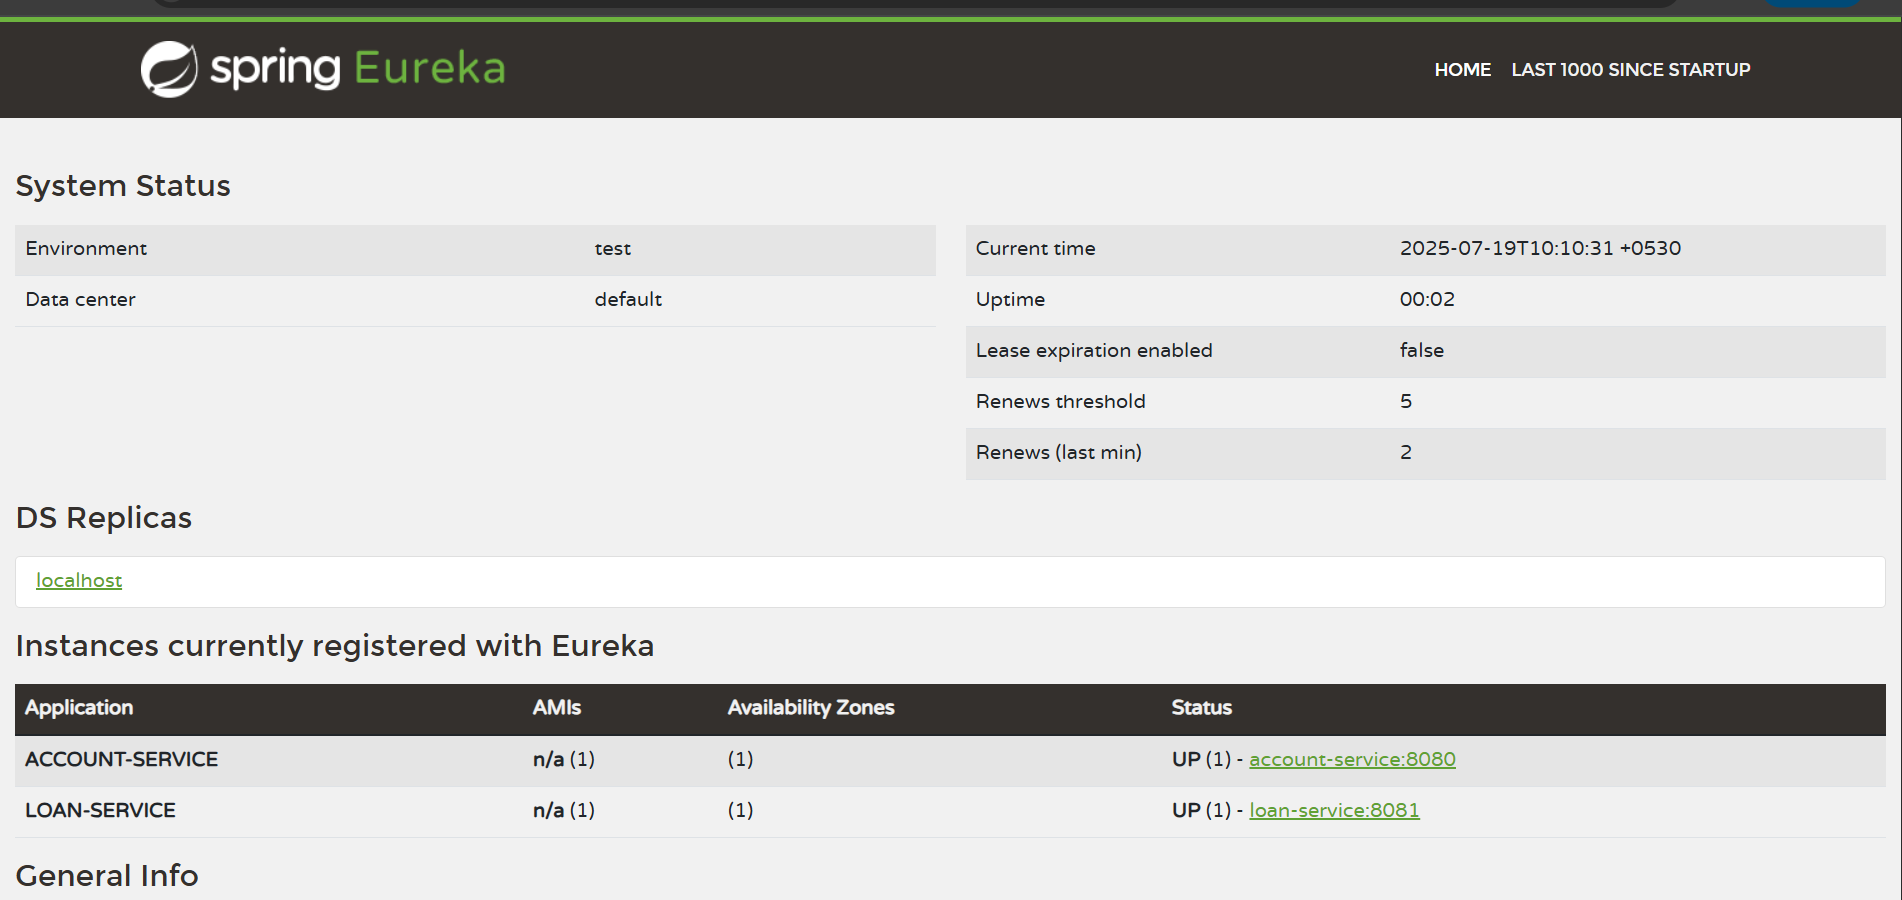 spring Eureka
HOME LAST 1000 SINCE STARTUP
System Status
Environment test
Data center default
Current time 2025-07-19T10:10:31 +0530
Uptime 00:02
Lease expiration enabled false
Renews threshold 5
Renews (last min) 2
DS Replicas
localhost
Instances currently registered with Eureka
Application AMIs Availability Zones Status
ACCOUNT-SERVICE n/a (1) (1) UP (1) - account-service:8080
LOAN-SERVICE n/a (1) (1) UP (1) - loan-service:8081
General Info